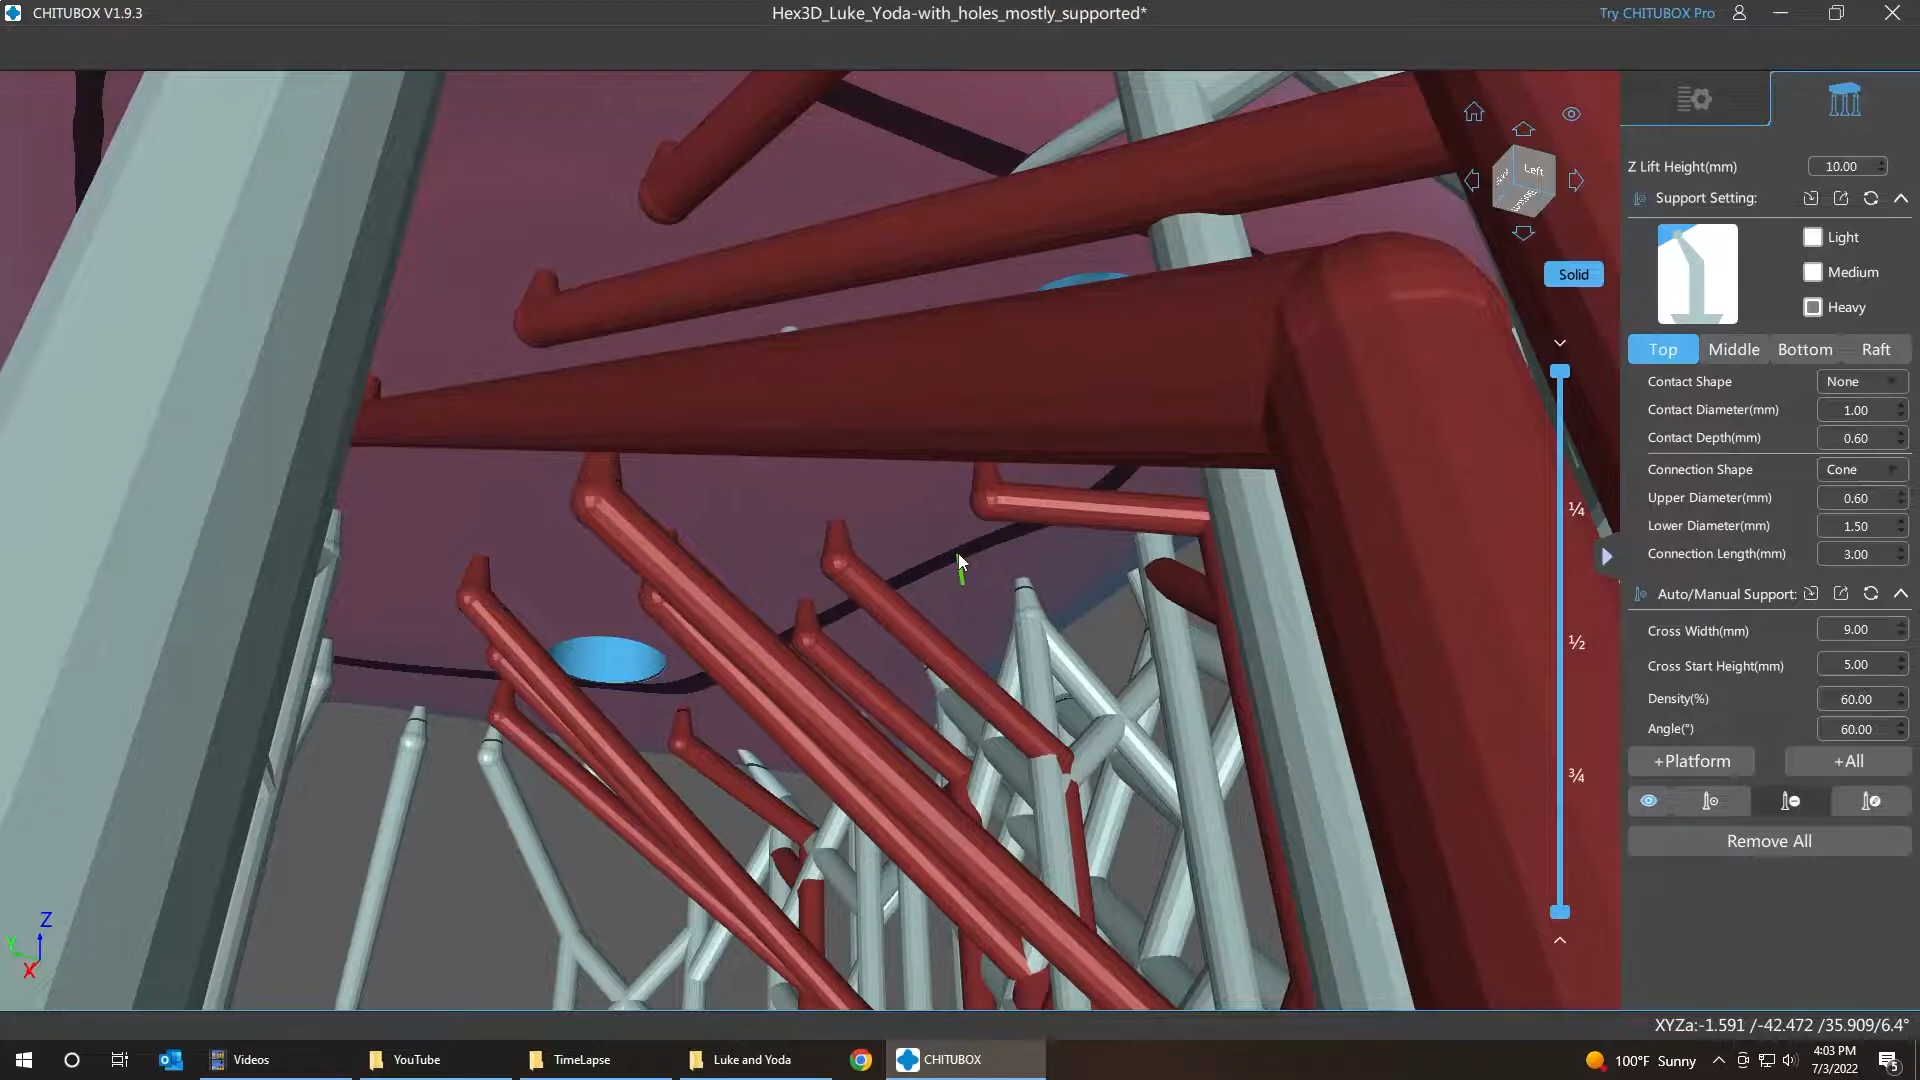 CHITUBOX V1.9.3
Hex3D_Luke_Yoda-with_holes_mostly_supported*
Try CHITUBOX Pro
Left
Solid
¼
½
¾
Z Lift Height(mm) 10.00
Support Setting:
Light
Medium
Heavy
Top Middle Bottom Raft
Contact Shape None
Contact Diameter(mm) 1.00
Contact Depth(mm) 0.60
Connection Shape Cone
Upper Diameter(mm) 0.60
Lower Diameter(mm) 1.50
Connection Length(mm) 3.00
Auto/Manual Support:
Cross Width(mm) 9.00
Cross Start Height(mm) 5.00
Density(%) 60.00
Angle(°) 60.00
+Platform +All
Remove All
Z
Y
X
XYZa:-1.591 /-42.472 /35.909/6.4°
Videos YouTube TimeLapse Luke and Yoda CHITUBOX
100°F Sunny
4:03 PM
7/3/2022
5